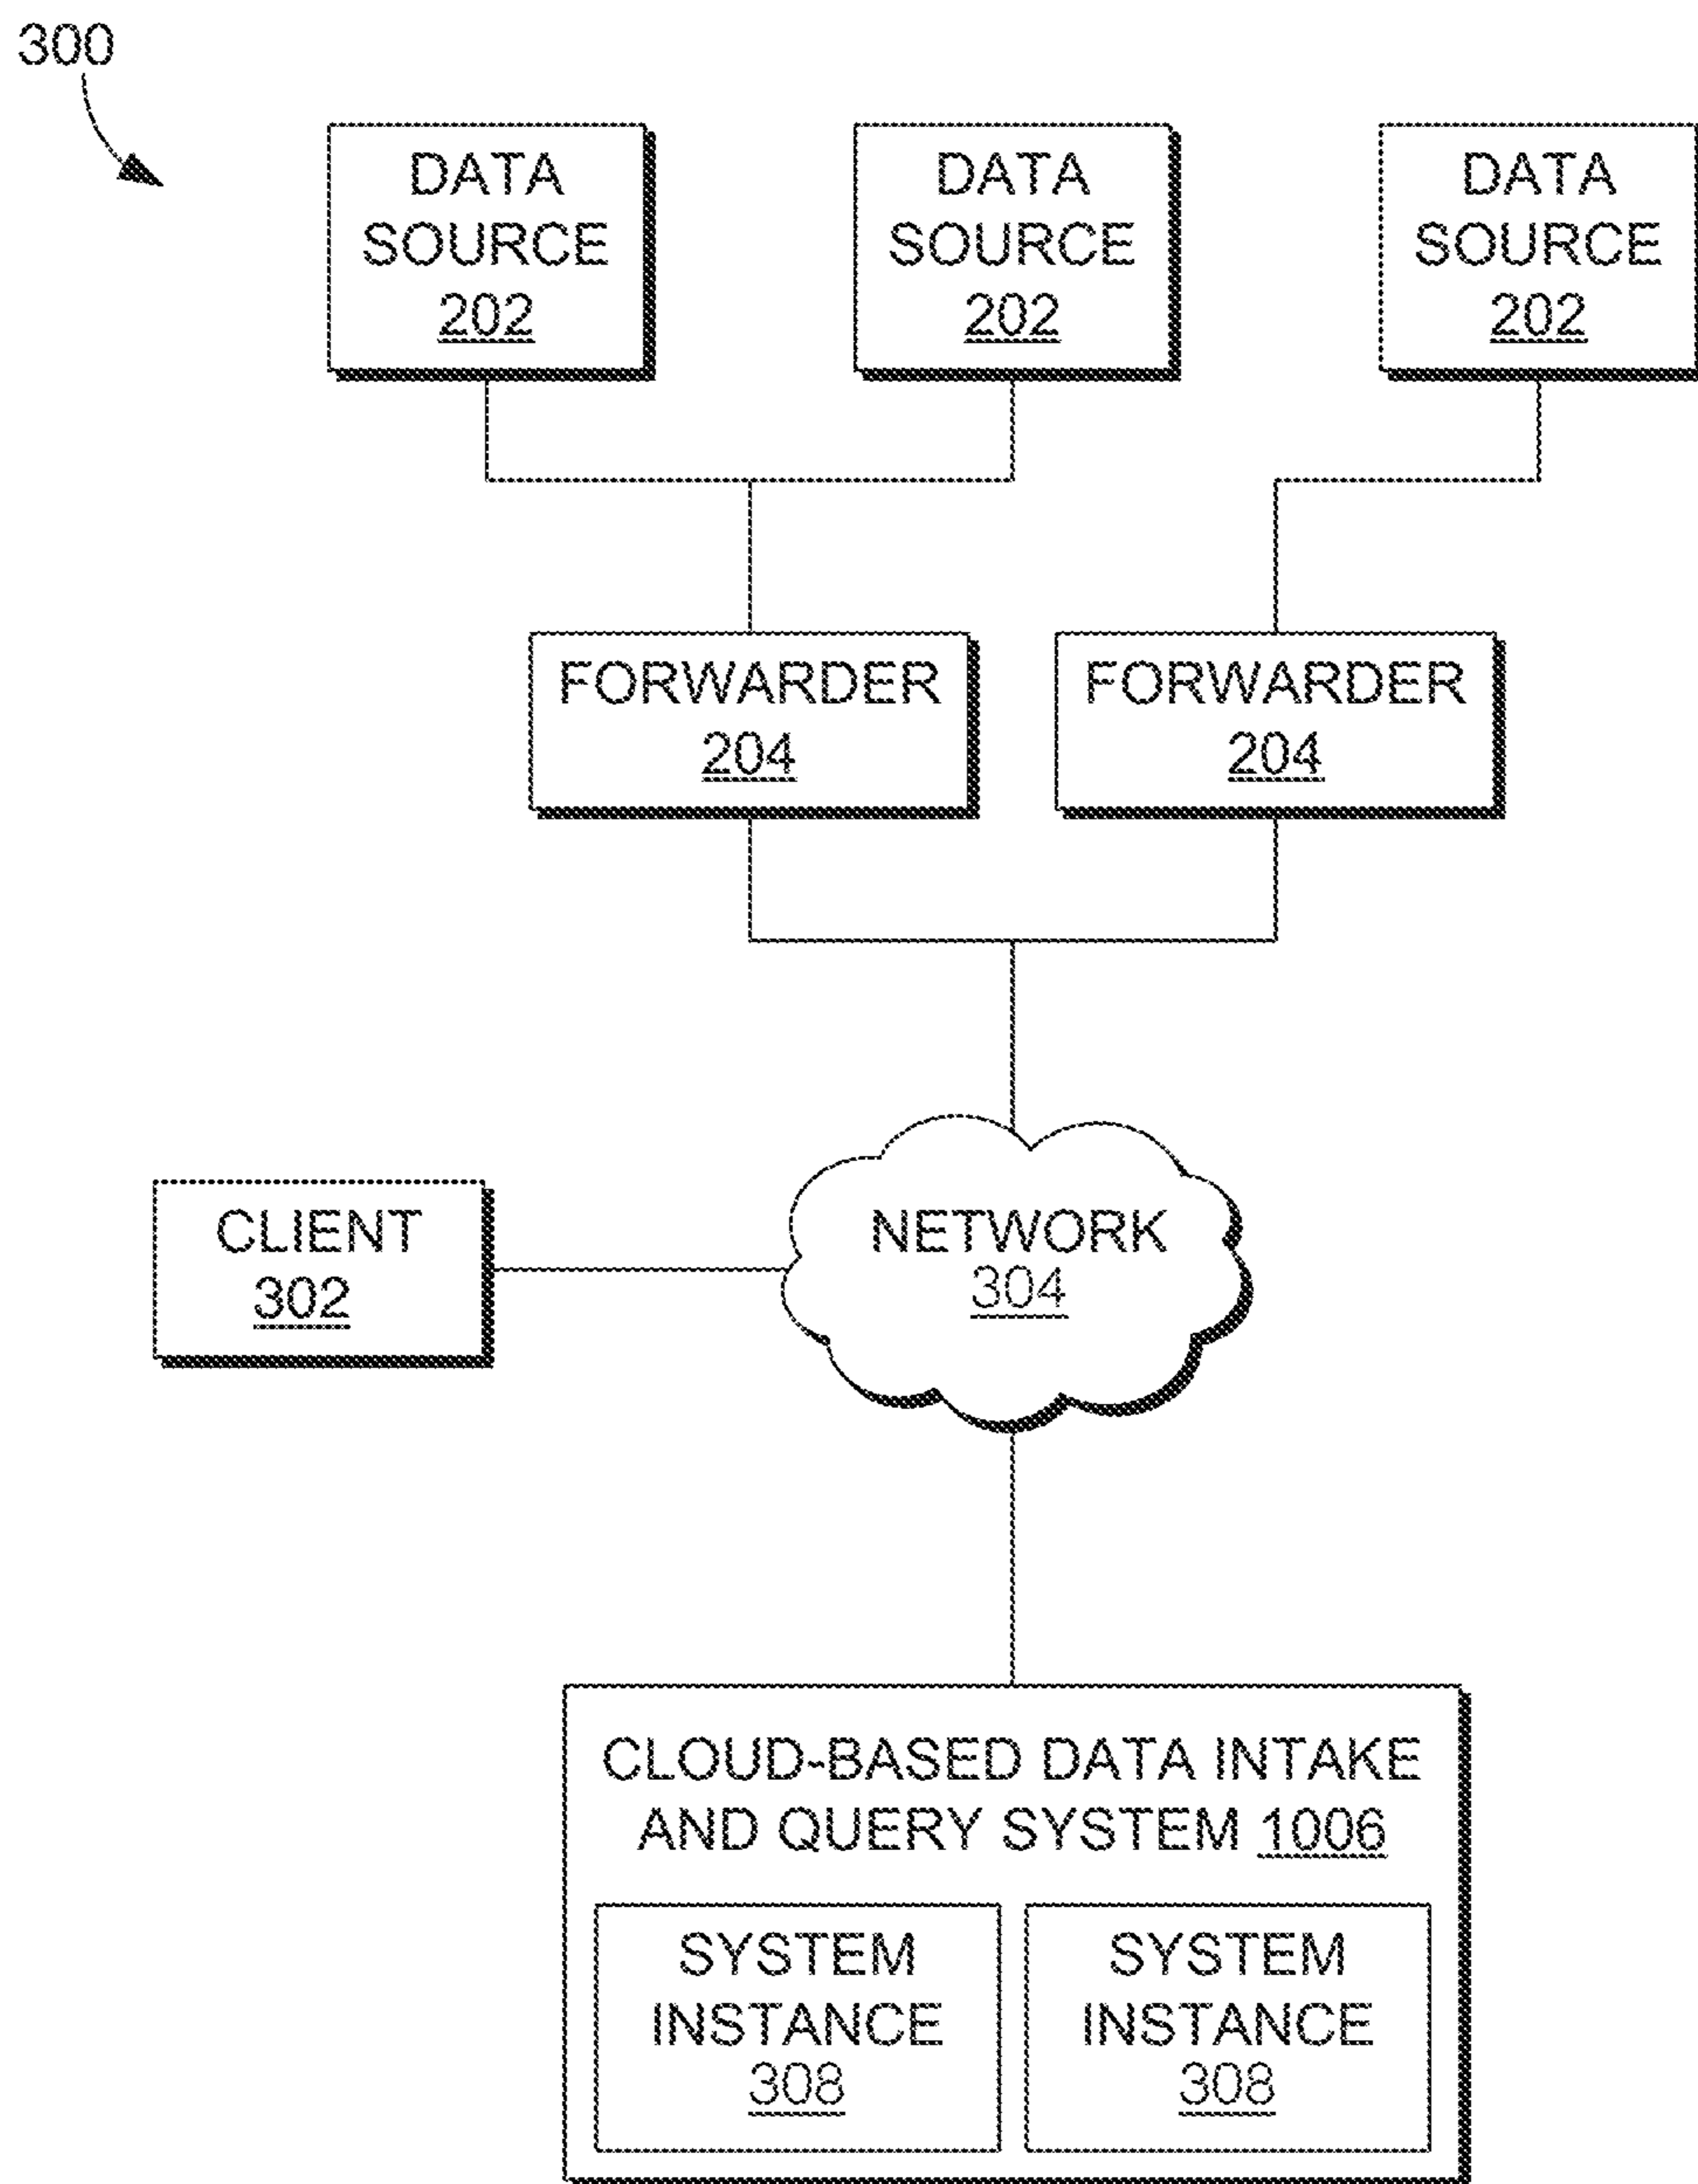 300
DATA
SOURCE
202
DATA
SOURCE
202
DATA
SOURCE
202
FORWARDER
204
FORWARDER
204
CLIENT
302
NETWORK
304
CLOUD-BASED DATA INTAKE
AND QUERY SYSTEM 1006
SYSTEM
INSTANCE
308
SYSTEM
INSTANCE
308